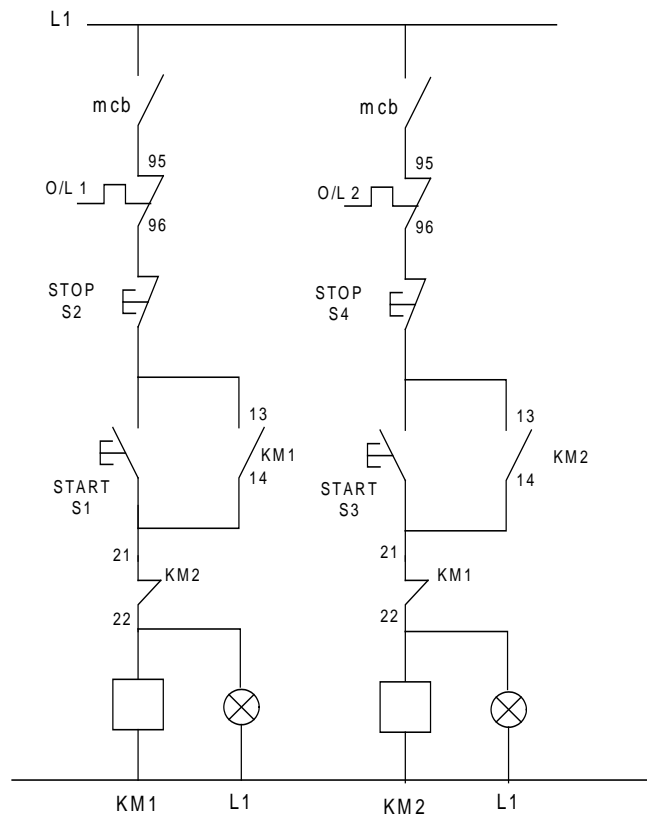 L1
mcb
mcb
95
95
O/L 1
O/L 2
96
96
STOP
S2
STOP
S4
13
13
KM1
KM2
14
14
START
S1
START
S3
21
21
KM2
KM1
22
22
KM1
L1
KM2
L1